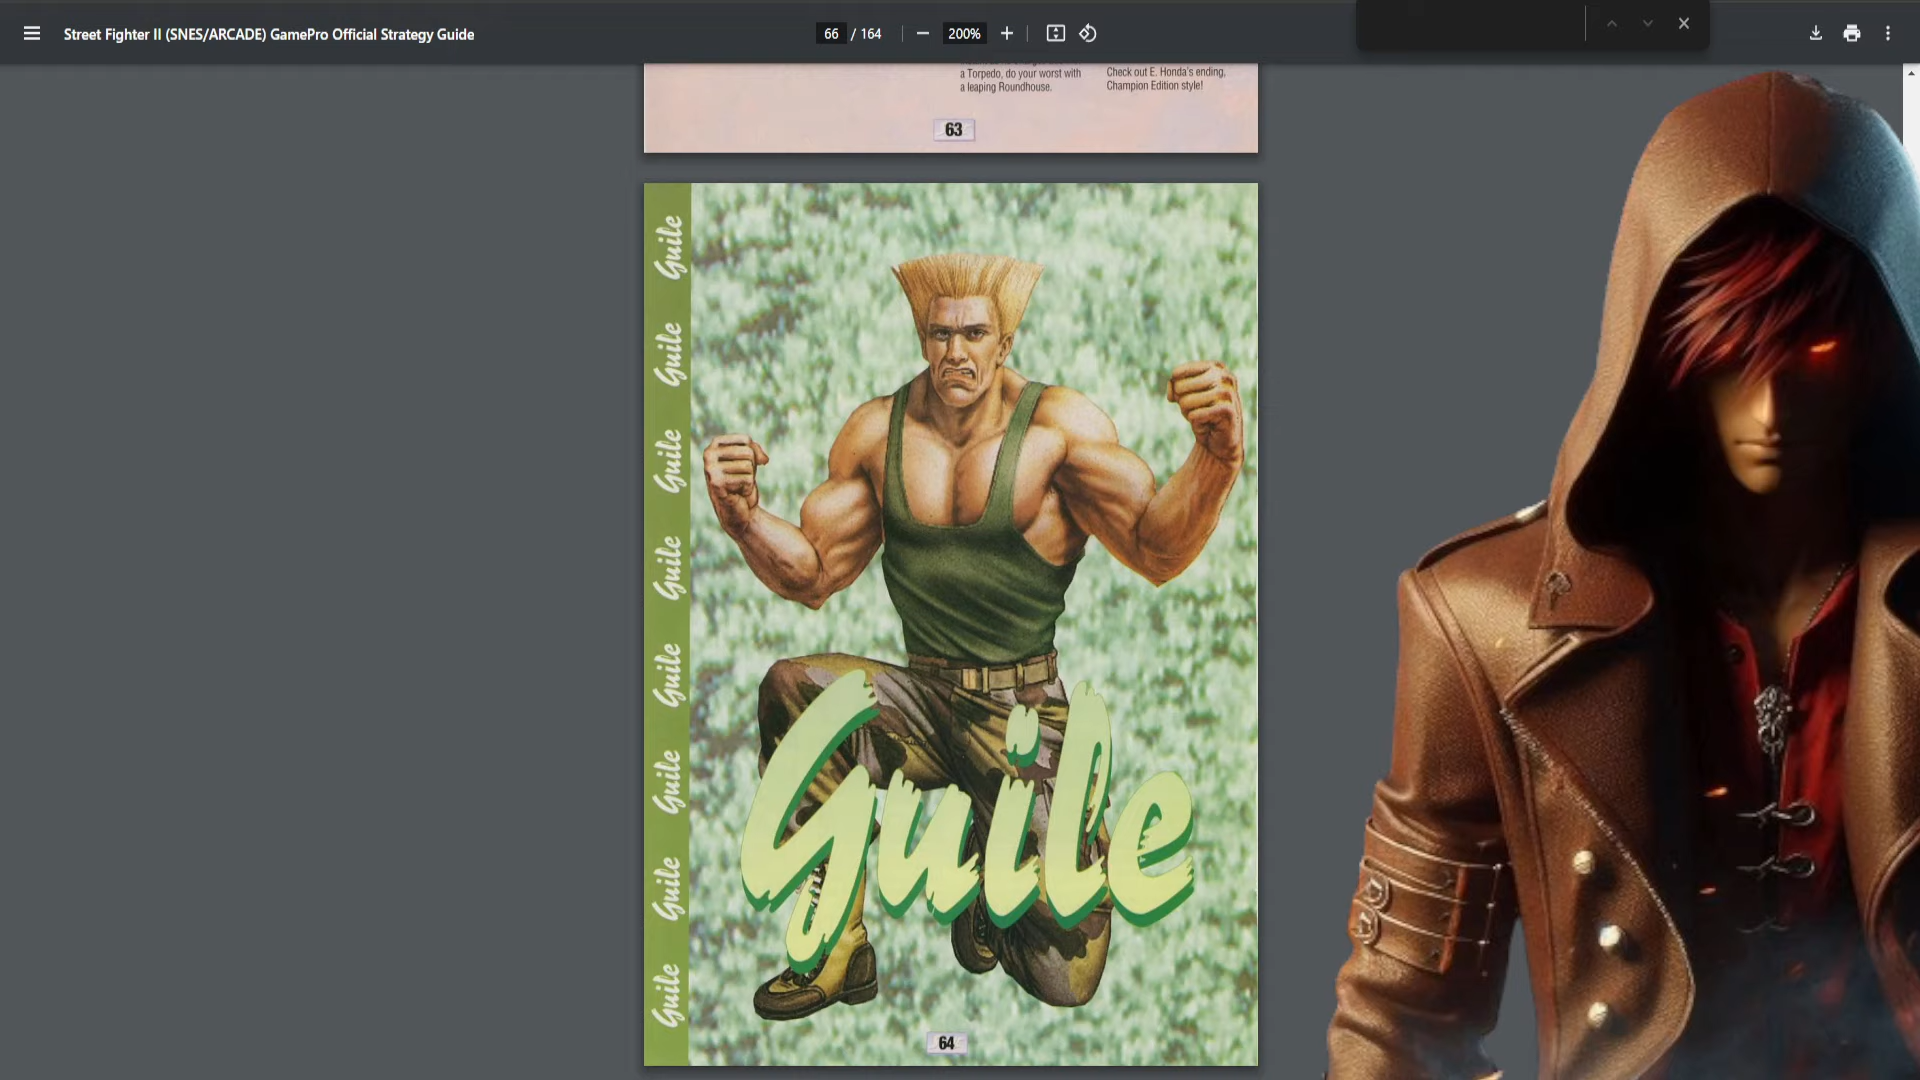 Street Fighter II (SNES/ARCADE) GamePro Official Strategy Guide
66 / 164
200%
a Torpedo, do your worst with
a leaping Roundhouse.
Check out E. Honda's ending,
Champion Edition style!
63
Guile
Guile
Guile
Guile
Guile
Guile
Guile
Guile
Guile
64